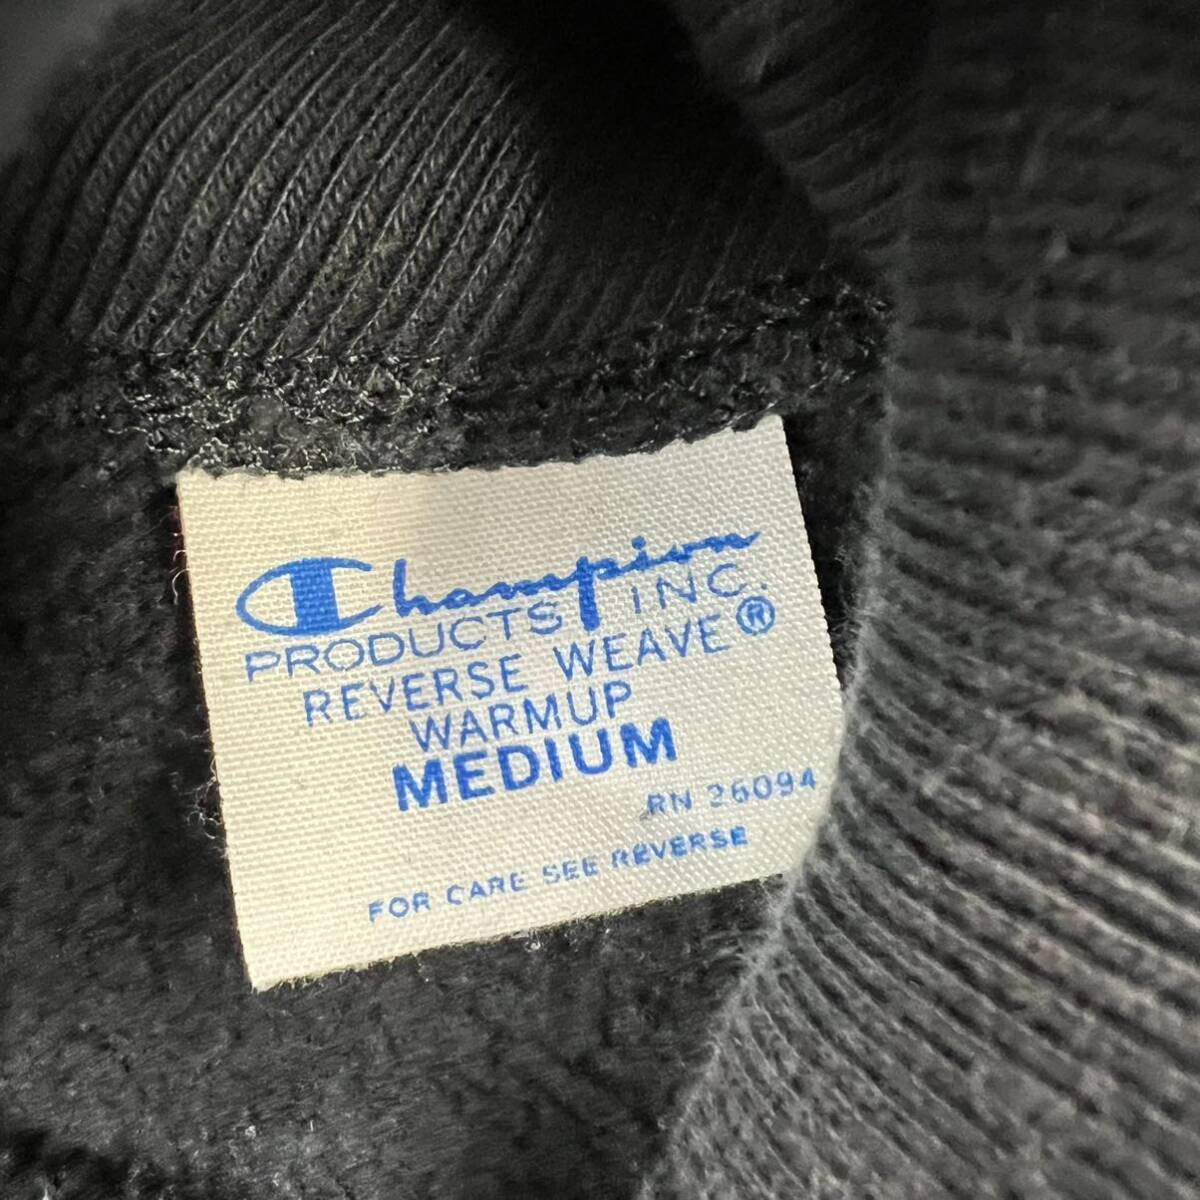 Champion
PRODUCTS INC.
REVERSE WEAVE®
WARMUP
MEDIUM
RN 26094
FOR CARE SEE REVERSE